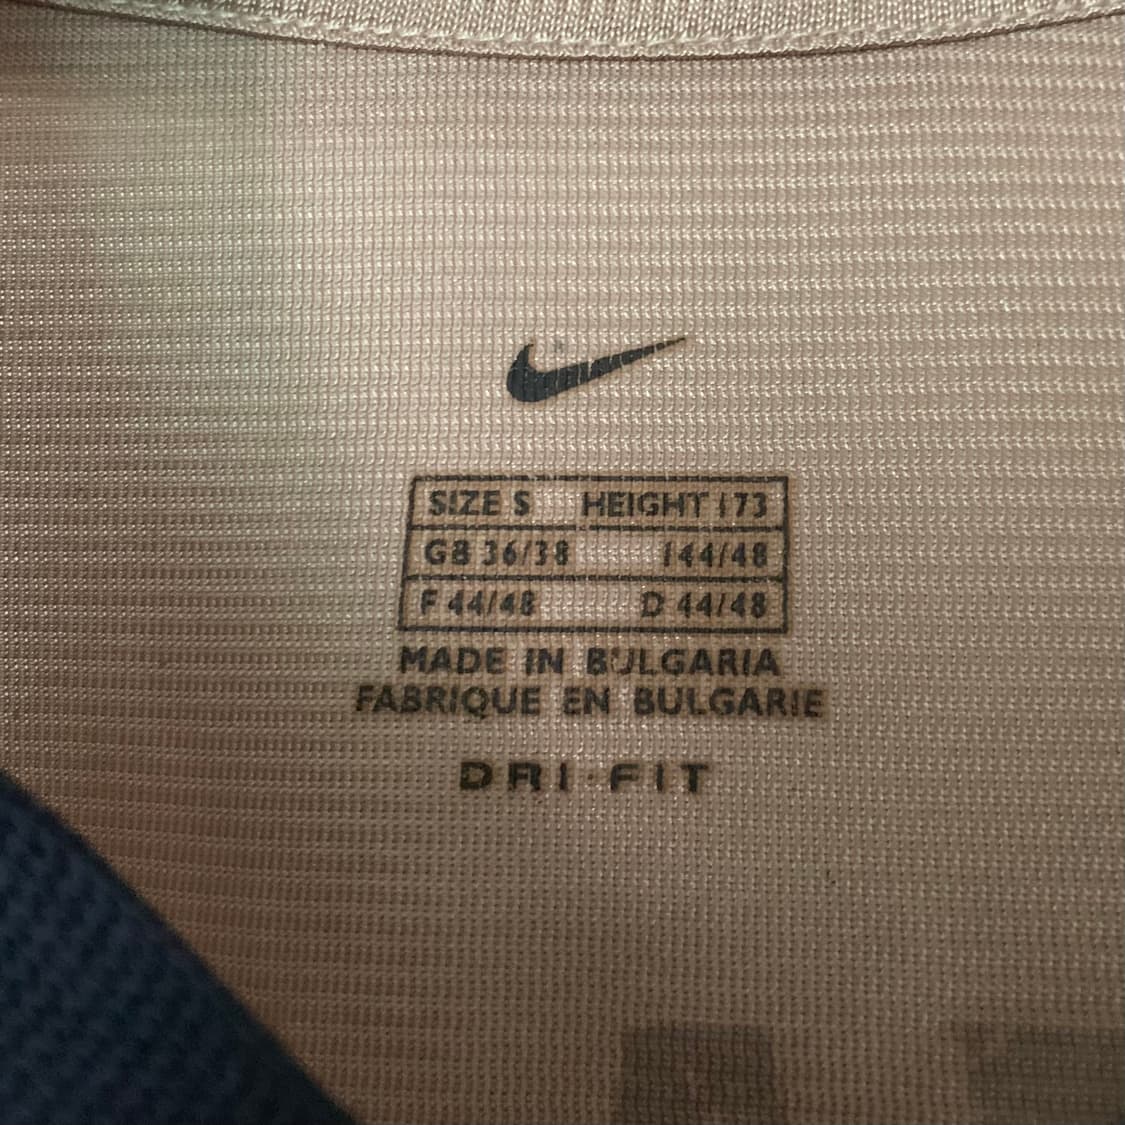 SIZE S HEIGHT 173
GB 36/38 I 44/48
F 44/48 D 44/48
MADE IN BULGARIA
FABRIQUE EN BULGARIE
DRI·FIT